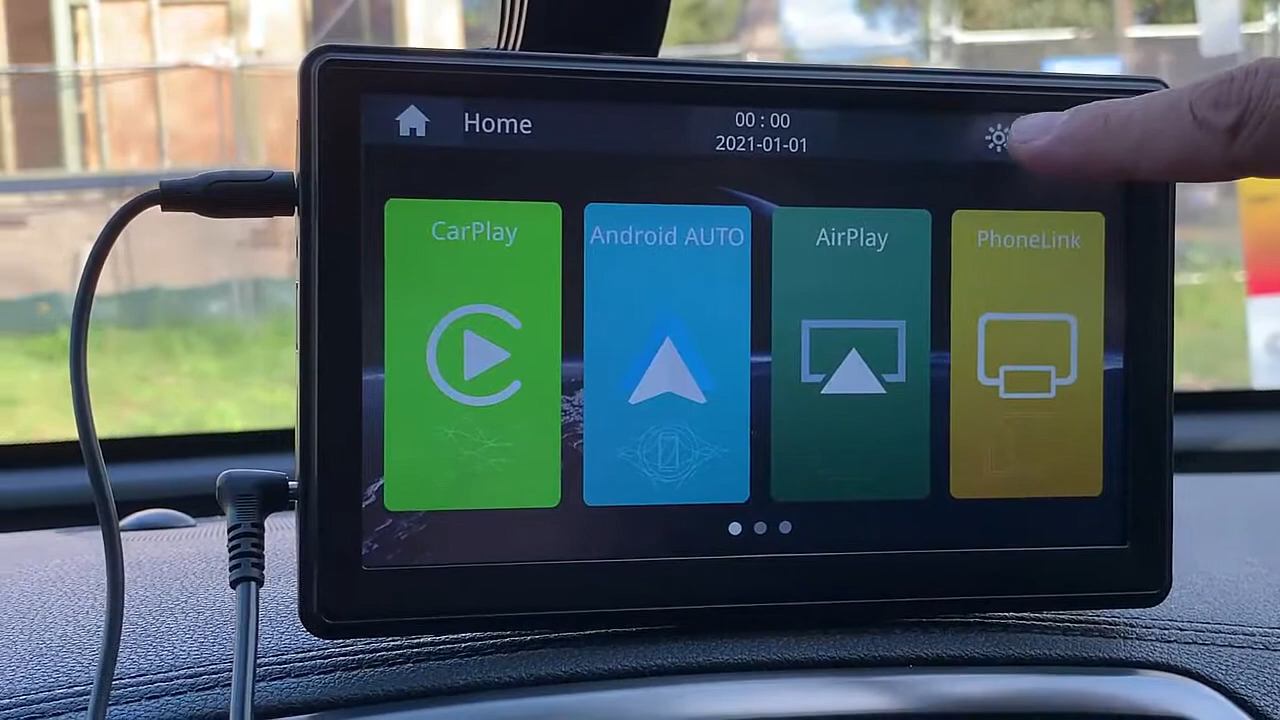 Home
00 : 00
2021-01-01
CarPlay
Android AUTO
AirPlay
PhoneLink